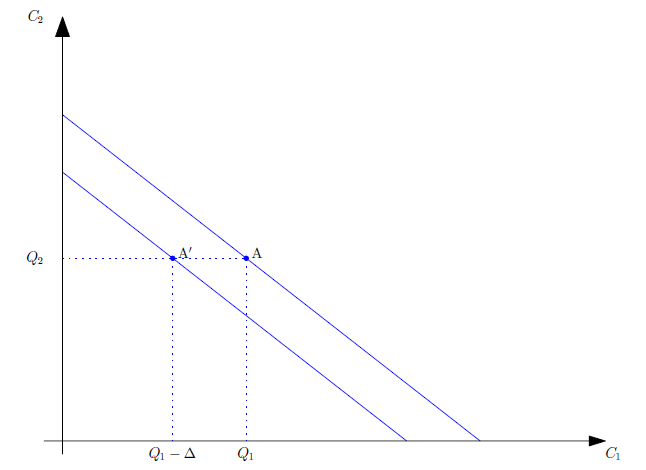 C₂
A′ A
Q₂
Q₁ − Δ Q₁
C₁